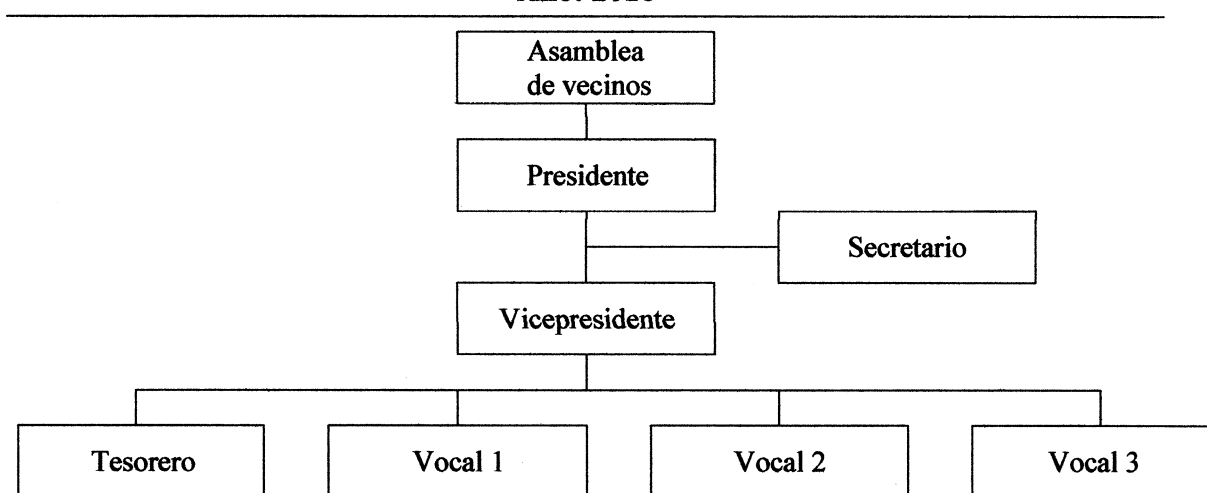 Asamblea
de vecinos
Presidente
Secretario
Vicepresidente
Tesorero
Vocal 1
Vocal 2
Vocal 3